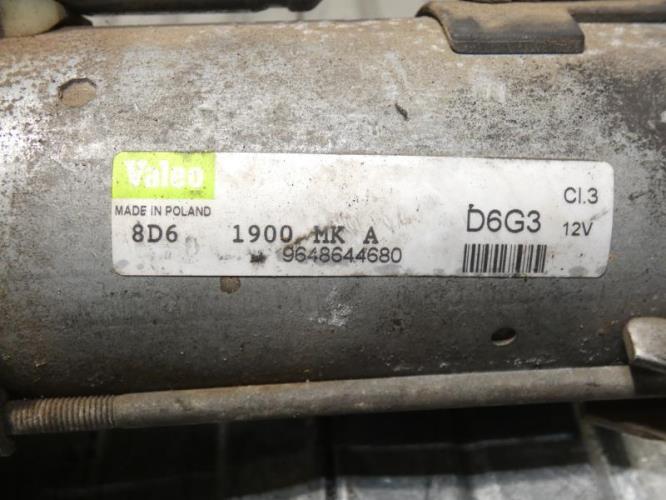 Valeo
MADE IN POLAND
8D6 1900 MK A
9648644680
D6G3
Cl.3
12V